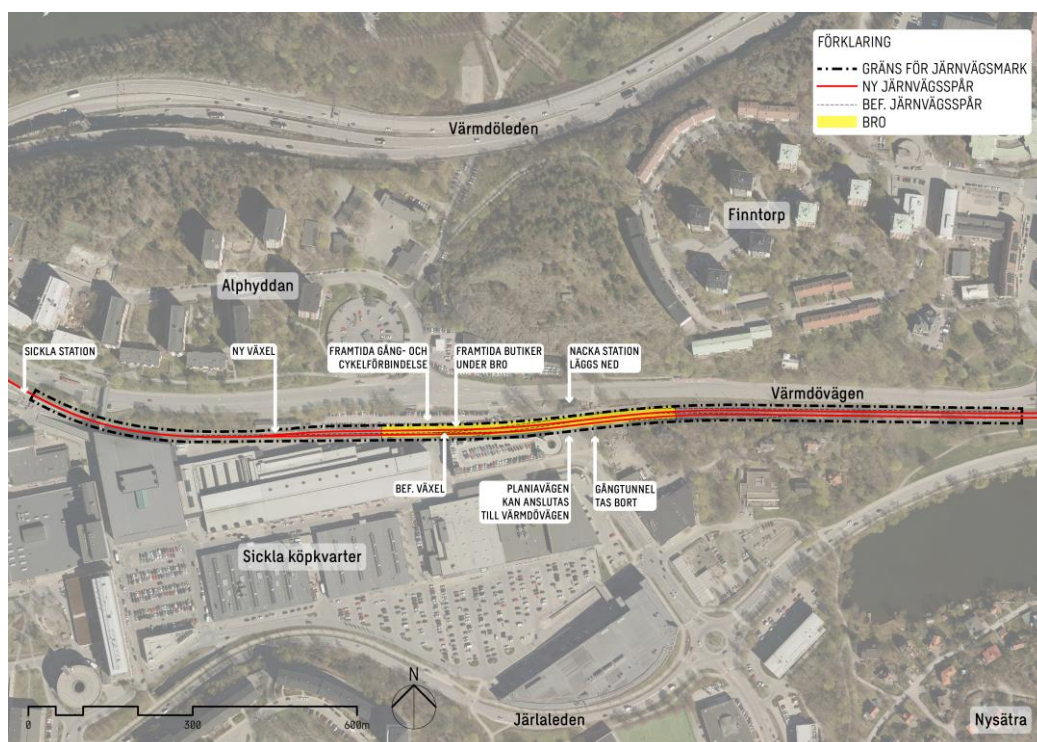 FÖRKLARING
GRÄNS FÖR JÄRNVÄGSMARK
NY JÄRNVÄGSSPÅR
BEF. JÄRNVÄGSSPÅR
BRO
Värmdöleden
Finntorp
Alphyddan
SICKLA STATION
NY VÄXEL
FRAMTIDA GÅNG- OCH
CYKELFÖRBINDELSE
FRAMTIDA BUTIKER
UNDER BRO
NACKA STATION
LÄGGS NED
Värmdövägen
BEF. VÄXEL
PLANIAVÄGEN
KAN ANSLUTAS
TILL VÄRMDÖVÄGEN
GÅNGTUNNEL
TAS BORT
Sickla köpkvarter
N
0 300 600m
Järlaleden
Nysätra